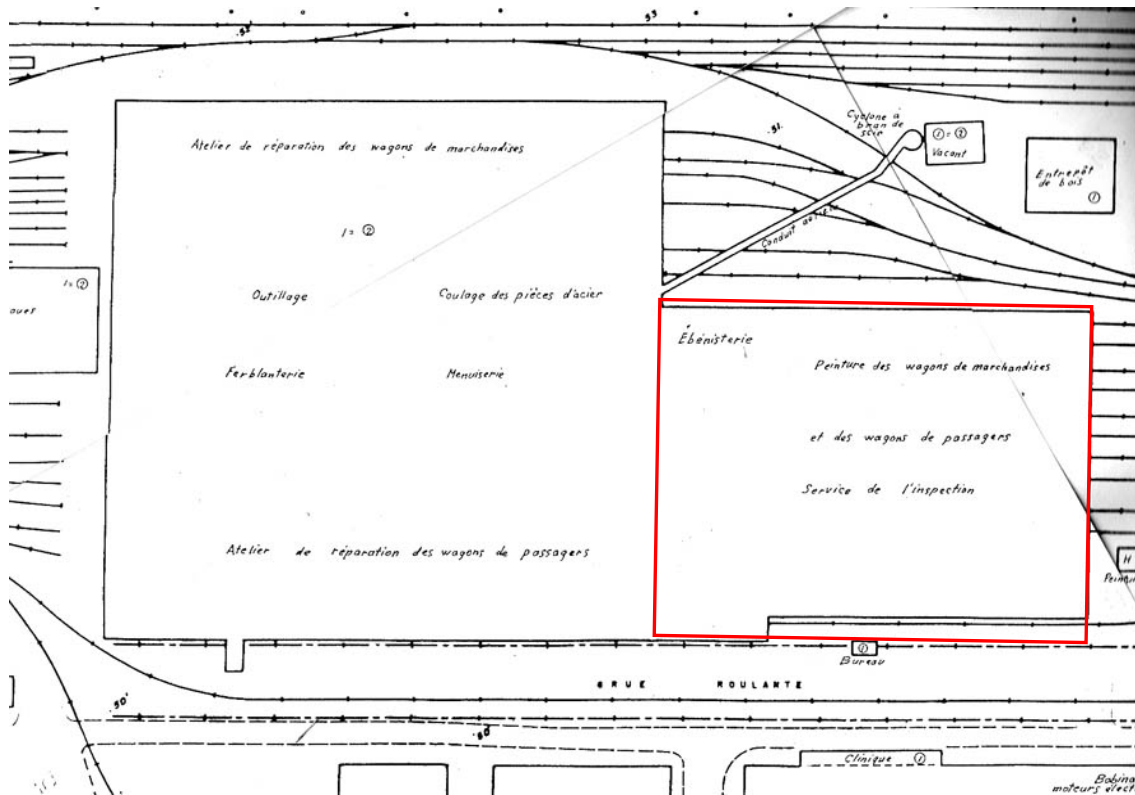 52'
53
Atelier de réparation des wagons de marchandises
1 = ②
Outillage
Coulage des pièces d'acier
Ferblanterie
Menuiserie
Atelier de réparation des wagons de passagers
1 = ②
Cyclone à
bran de
scie
51.
① = ②
Vacant
Entrepôt
de bois
①
Conduit aérien
Ébénisterie
Peinture des wagons de marchandises
et des wagons de passagers
Service de l'inspection
H
①
Bureau
GRUE ROULANTE
50'
50'
Clinique ①